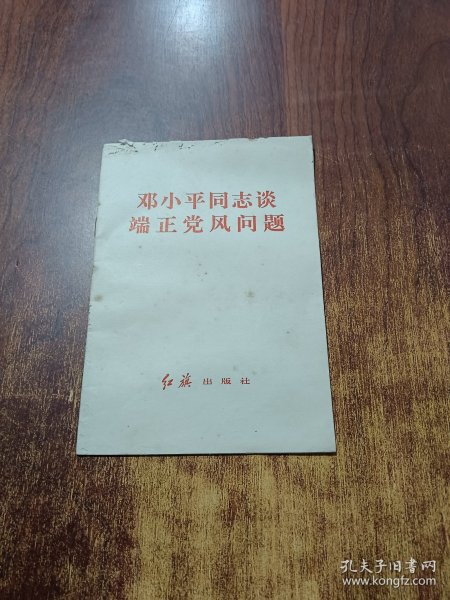 邓小平同志谈
端正党风问题
红旗 出版社
孔夫子旧书网
www.kongfz.com